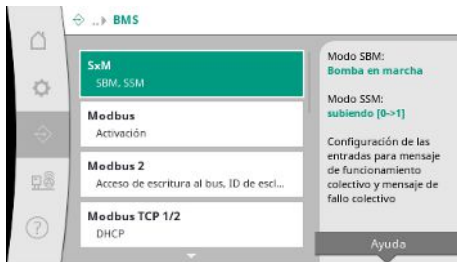 ..▸ BMS
SxM
SBM, SSM
Modbus
Activación
Modbus 2
Acceso de escritura al bus, ID de escl...
Modbus TCP 1/2
DHCP
Modo SBM:
Bomba en marcha
Modo SSM:
subiendo [0->1]
Configuración de las
entradas para mensaje
de funcionamiento
colectivo y mensaje de
fallo colectivo
Ayuda